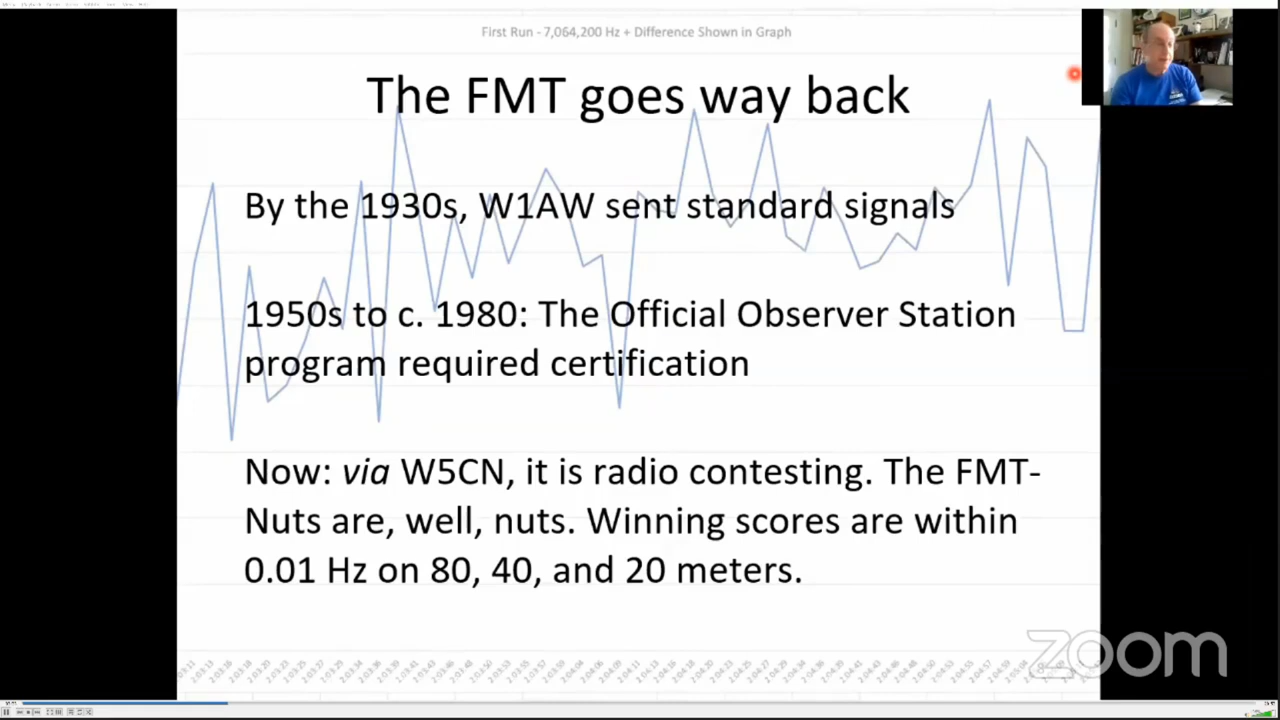 First Run - 7,064,200 Hz + Difference Shown in Graph
The FMT goes way back
By the 1930s, W1AW sent standard signals
1950s to c. 1980: The Official Observer Station
program required certification
Now: via W5CN, it is radio contesting. The FMT-
Nuts are, well, nuts. Winning scores are within
0.01 Hz on 80, 40, and 20 meters.
zoom